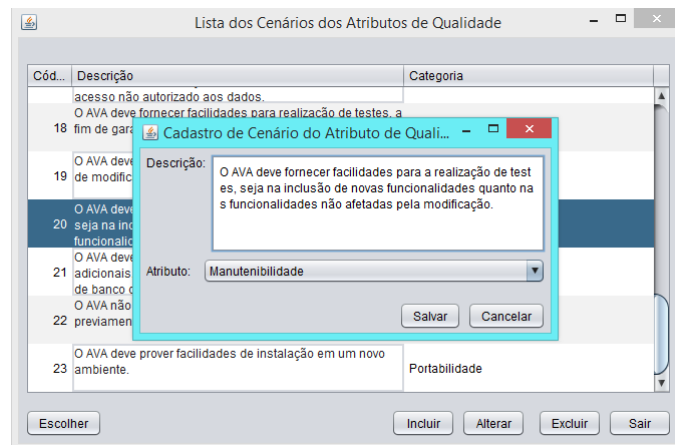 Lista dos Cenários dos Atributos de Qualidade
Cód... Descrição Categoria
acesso não autorizado aos dados.
O AVA deve fornecer facilidades para realização de testes, a
18 fim de gara
Cadastro de Cenário do Atributo de Quali...
Descrição:
O AVA deve fornecer facilidades para a realização de test
es, seja na inclusão de novas funcionalidades quanto na
s funcionalidades não afetadas pela modificação.
Atributo: Manutenibilidade
Salvar Cancelar
O AVA deve
19 de modific
O AVA deve
20 seja na inc
funcionalid
O AVA deve
21 adicionais
de banco d
O AVA não
22 previamen
O AVA deve prover facilidades de instalação em um novo
23 ambiente. Portabilidade
Escolher Incluir Alterar Excluir Sair